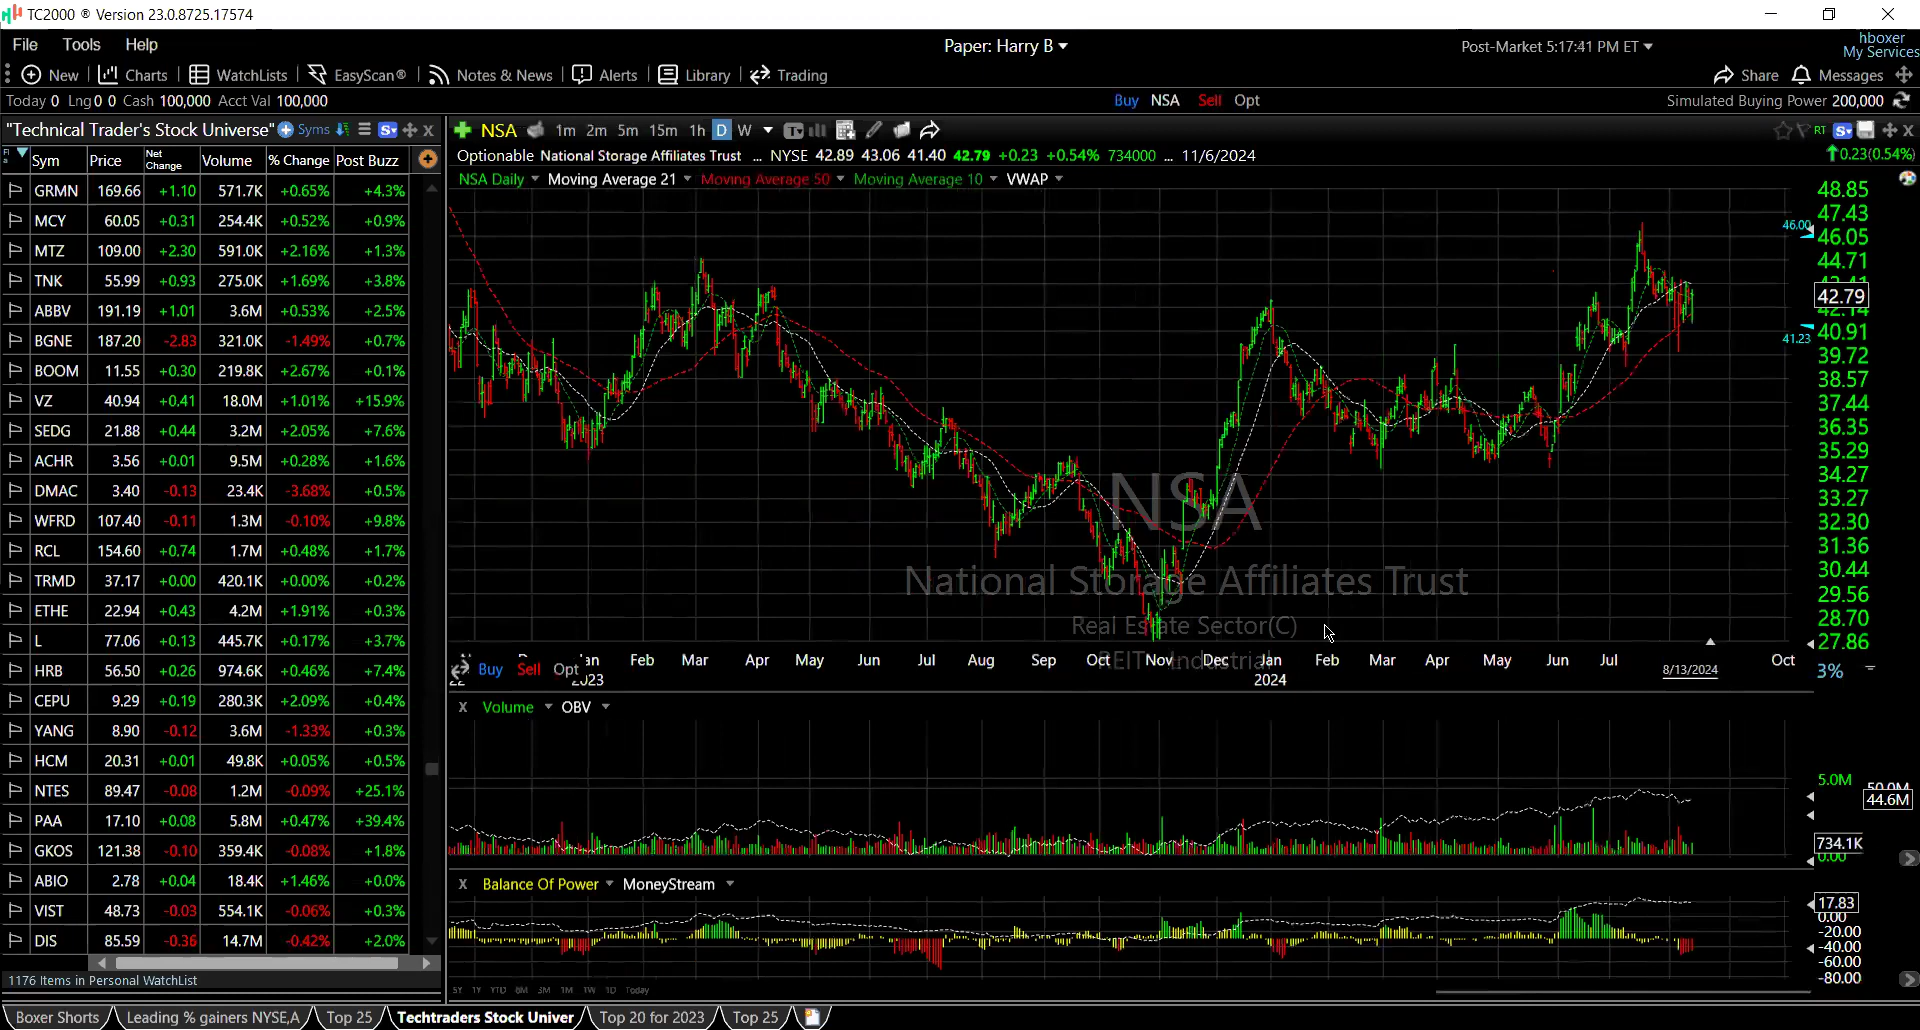 TC2000 ® Version 23.0.8725.17574
File Tools Help
Paper: Harry B
Post-Market 5:17:41 PM ET
hboxer
My Services
New Charts WatchLists EasyScan® Notes & News Alerts Library Trading
Share Messages
Today 0 Lng 0 0 Cash 100,000 Acct Val 100,000
Buy NSA Sell Opt
Simulated Buying Power 200,000
"Technical Trader's Stock Universe" Syms
Sym Price Net Change Volume % Change Post Buzz
GRMN 169.66 +1.10 571.7K +0.65% +4.3%
MCY 60.05 +0.31 254.4K +0.52% +0.9%
MTZ 109.00 +2.30 591.0K +2.16% +1.3%
TNK 55.99 +0.93 275.0K +1.69% +3.8%
ABBV 191.19 +1.01 3.6M +0.53% +2.5%
BGNE 187.20 -2.83 321.0K -1.49% +0.7%
BOOM 11.55 +0.30 219.8K +2.67% +0.1%
VZ 40.94 +0.41 18.0M +1.01% +15.9%
SEDG 21.88 +0.44 3.2M +2.05% +7.6%
ACHR 3.56 +0.01 9.5M +0.28% +1.6%
DMAC 3.40 -0.13 23.4K -3.68% +0.5%
WFRD 107.40 -0.11 1.3M -0.10% +9.8%
RCL 154.60 +0.74 1.7M +0.48% +1.7%
TRMD 37.17 +0.00 420.1K +0.00% +0.2%
ETHE 22.94 +0.43 4.2M +1.91% +0.3%
L 77.06 +0.13 445.7K +0.17% +3.7%
HRB 56.50 +0.26 974.6K +0.46% +7.4%
CEPU 9.29 +0.19 280.3K +2.09% +0.4%
YANG 8.90 -0.12 3.6M -1.33% +0.3%
HCM 20.31 +0.01 49.8K +0.05% +0.5%
NTES 89.47 -0.08 1.2M -0.09% +25.1%
PAA 17.10 +0.08 5.8M +0.47% +39.4%
GKOS 121.38 -0.10 359.4K -0.08% +1.8%
ABIO 2.78 +0.04 18.4K +1.46% +0.0%
VIST 48.73 -0.03 554.1K -0.06% +0.3%
DIS 85.59 -0.36 14.7M -0.42% +2.0%
1176 Items in Personal WatchList
NSA 1m 2m 5m 15m 1h D W
RT
Optionable National Storage Affiliates Trust ... NYSE 42.89 43.06 41.40 42.79 +0.23 +0.54% 734000 ... 11/6/2024
0.23(0.54%)
NSA Daily Moving Average 21 Moving Average 50 Moving Average 10 VWAP
48.85
47.43
46.00
46.05
44.71
42.79
42.14
40.91
41.23
39.72
38.57
37.44
36.35
35.29
34.27
33.27
32.30
31.36
30.44
29.56
28.70
27.86
NSA
National Storage Affiliates Trust
Real Estate Sector(C)
REIT - Industrial
Feb Mar Apr May Jun Jul Aug Sep Oct Nov Dec Jan Feb Mar Apr May Jun Jul 8/13/2024 Oct
Buy Sell Opt
2024
3%
X Volume OBV
5.0M
44.6M
734.1K
0.00
X Balance Of Power MoneyStream
17.83
0.00
-20.00
-40.00
-60.00
-80.00
5Y 1Y YTD 6M 3M 1M 1W 1D Today
Boxer Shorts Leading % gainers NYSE,A Top 25 Techtraders Stock Univer Top 20 for 2023 Top 25